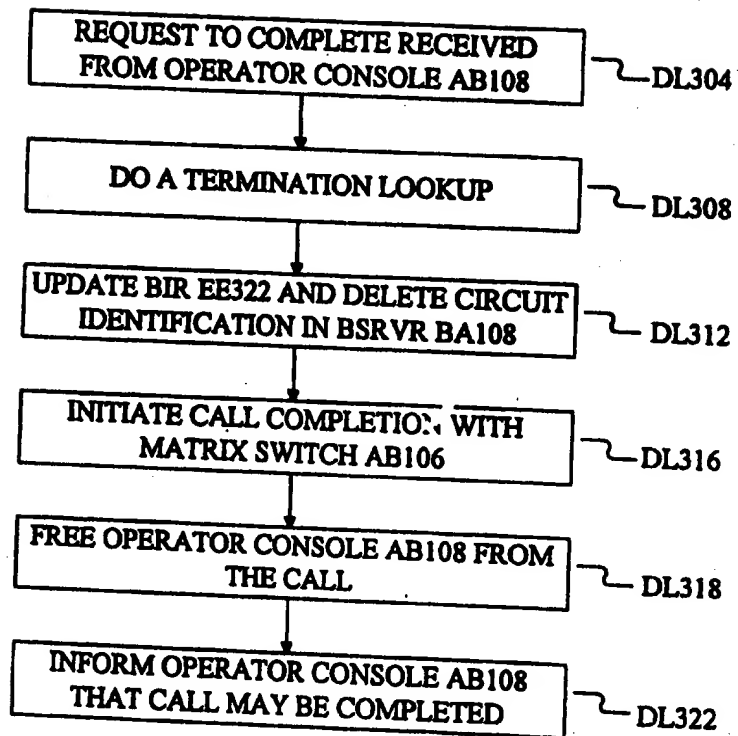 REQUEST TO COMPLETE RECEIVED
FROM OPERATOR CONSOLE AB108
DL304
DO A TERMINATION LOOKUP
DL308
UPDATE BIR EE322 AND DELETE CIRCUIT
IDENTIFICATION IN BSRVR BA108
DL312
INITIATE CALL COMPLETION WITH
MATRIX SWITCH AB106
DL316
FREE OPERATOR CONSOLE AB108 FROM
THE CALL
DL318
INFORM OPERATOR CONSOLE AB108
THAT CALL MAY BE COMPLETED
DL322